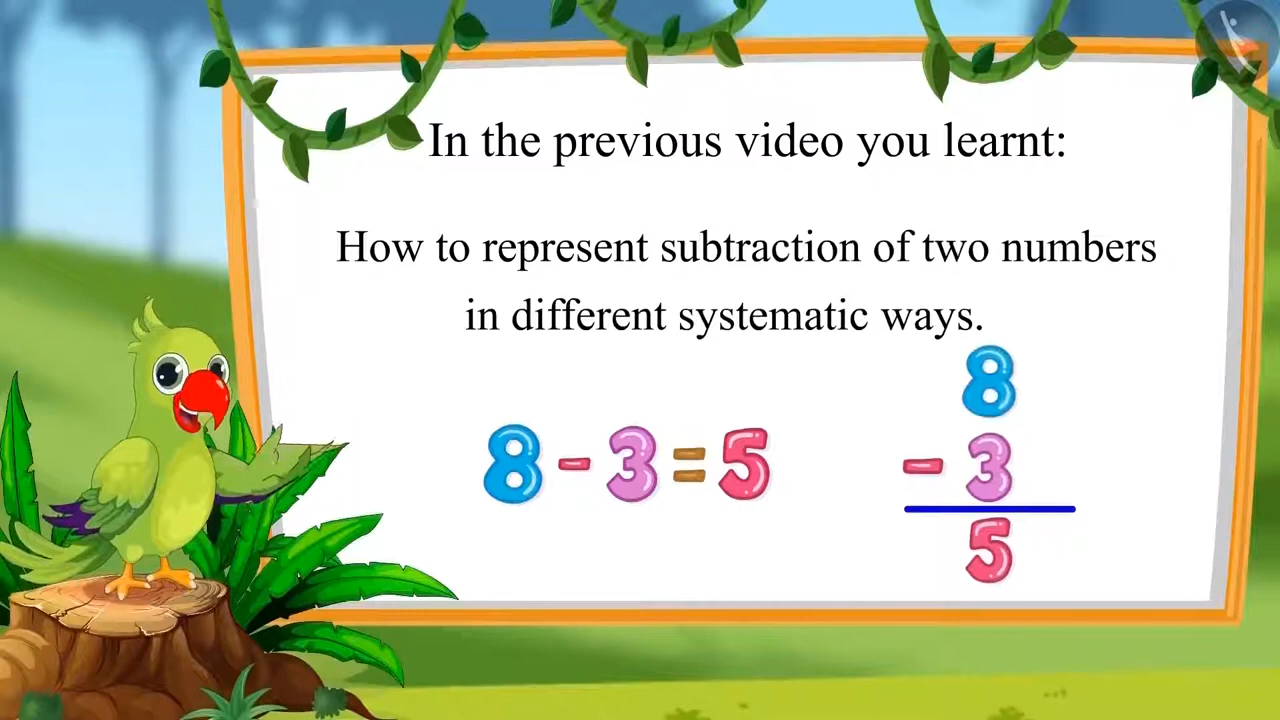 In the previous video you learnt:
How to represent subtraction of two numbers
in different systematic ways.
8 - 3 = 5
8
- 3
5